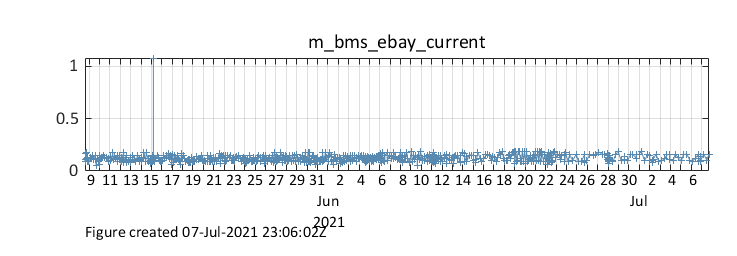 m_bms_ebay_current
1
0.5
0
9 11 13 15 17 19 21 23 25 27 29 31 2 4 6 8 10 12 14 16 18 20 22 24 26 28 30 2 4 6
Jun Jul
2021
Figure created 07-Jul-2021 23:06:02Z